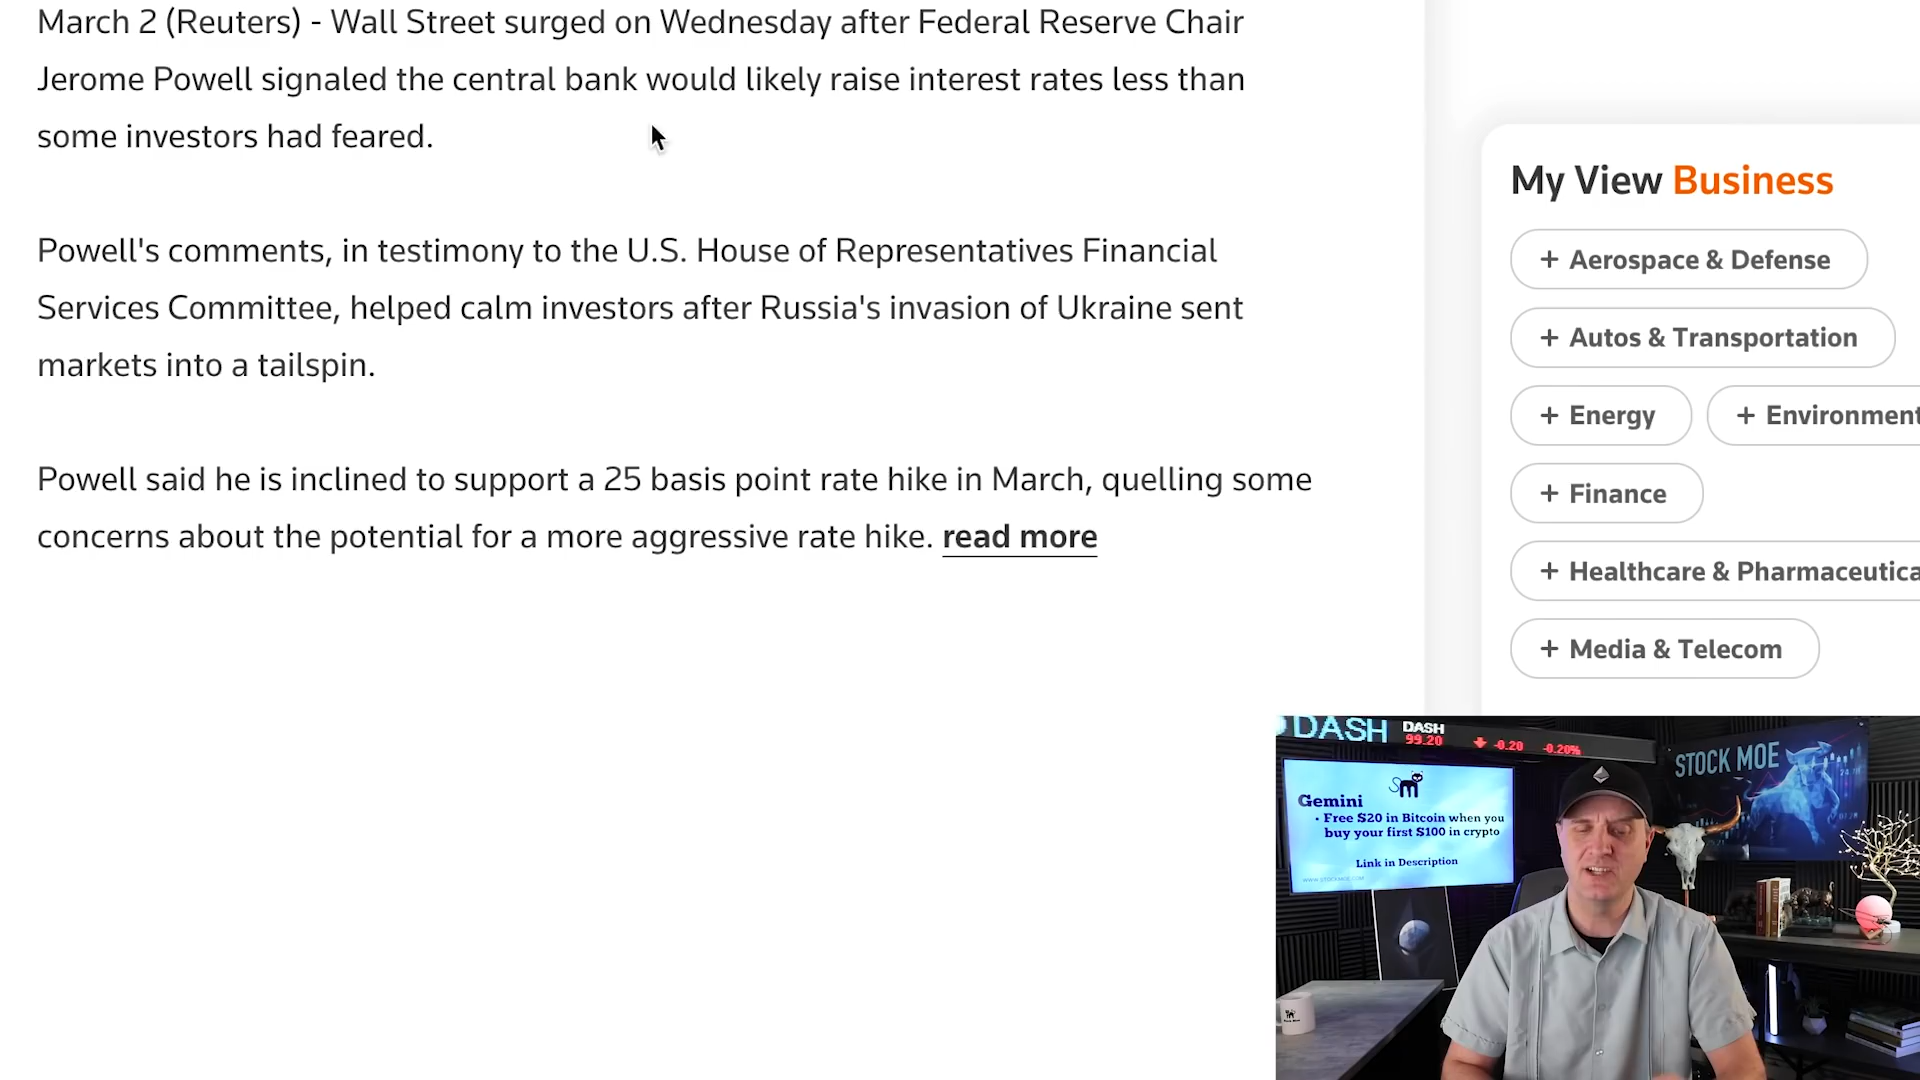 March 2 (Reuters) - Wall Street surged on Wednesday after Federal Reserve Chair
Jerome Powell signaled the central bank would likely raise interest rates less than
some investors had feared.
Powell's comments, in testimony to the U.S. House of Representatives Financial
Services Committee, helped calm investors after Russia's invasion of Ukraine sent
markets into a tailspin.
Powell said he is inclined to support a 25 basis point rate hike in March, quelling some
concerns about the potential for a more aggressive rate hike. read more
My View Business
+ Aerospace & Defense
+ Autos & Transportation
+ Energy
+ Environment
+ Finance
+ Healthcare & Pharmaceutica
+ Media & Telecom
DASH
DASH
99.20
-0.20
-0.20%
STOCK MOE
Gemini
• Free $20 in Bitcoin when you
buy your first $100 in crypto
Link in Description
WWW.STOCKMOE.COM